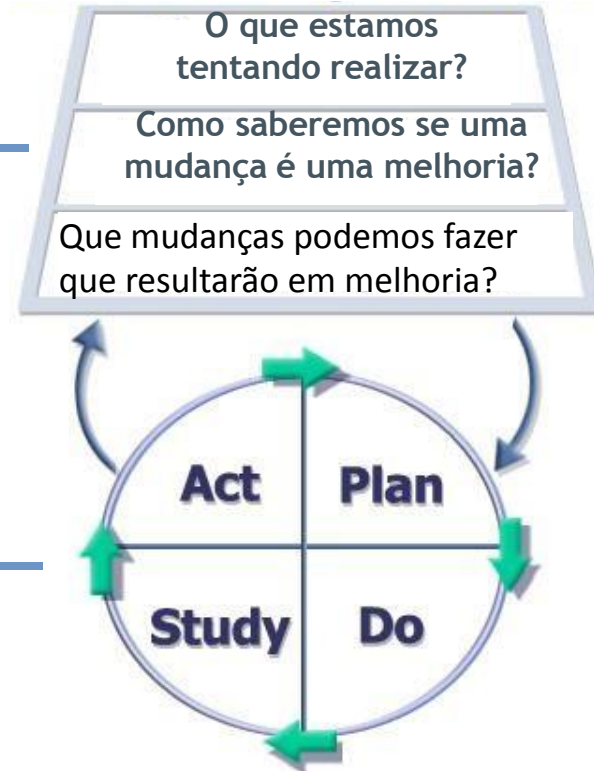 O que estamos
tentando realizar?
Como saberemos se uma
mudança é uma melhoria?
Que mudanças podemos fazer
que resultarão em melhoria?
Act Plan
Study Do